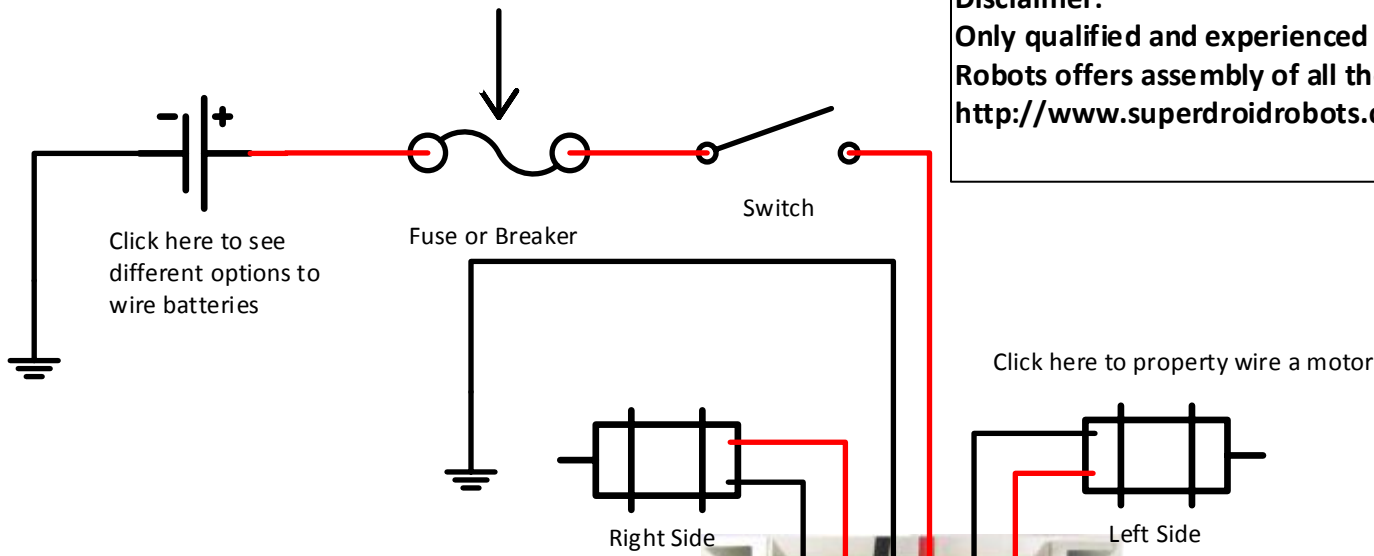 Disclaimer:
Only qualified and experienced
Robots offers assembly of all
http://www.superdroidrobots.
- +
Switch
Fuse or Breaker
Click here to see
different options to
wire batteries
Click here to property wire a motor
Right Side
Left Side